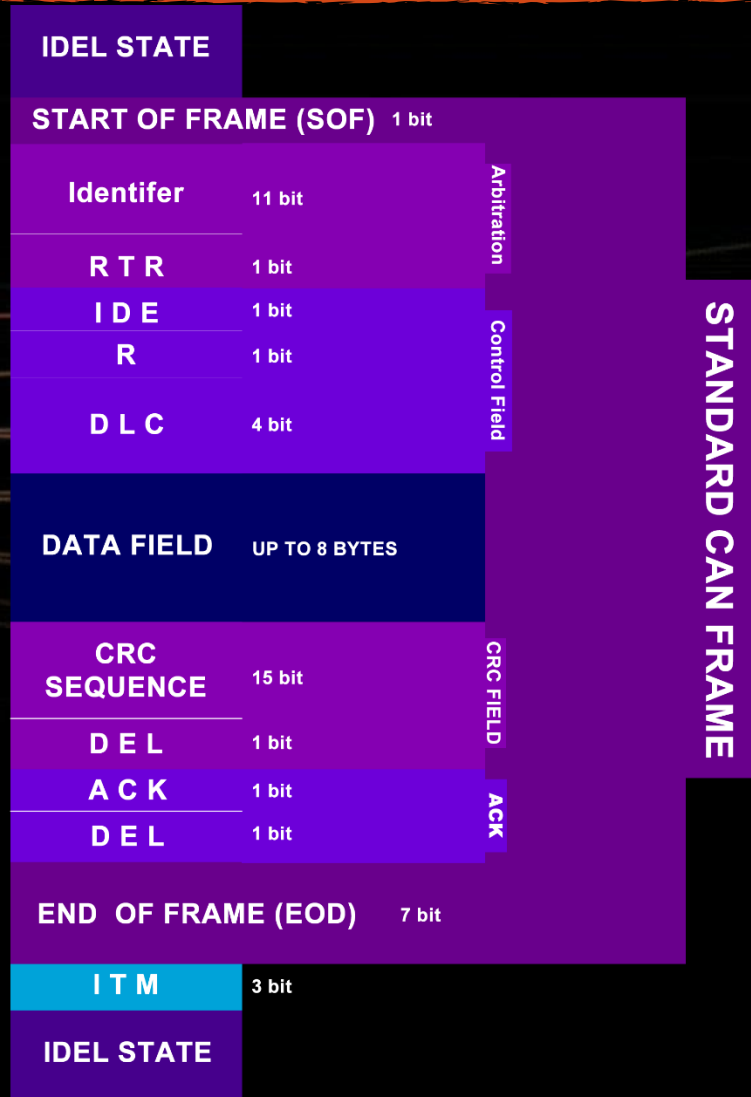 IDEL STATE
START OF FRAME (SOF) 1 bit
Identifer 11 bit
Arbitration
R T R 1 bit
I D E 1 bit
R 1 bit
Control Field
D L C 4 bit
STANDARD CAN FRAME
DATA FIELD UP TO 8 BYTES
CRC
SEQUENCE 15 bit
CRC FIELD
D E L 1 bit
A C K 1 bit
ACK
D E L 1 bit
END OF FRAME (EOD) 7 bit
I T M 3 bit
IDEL STATE